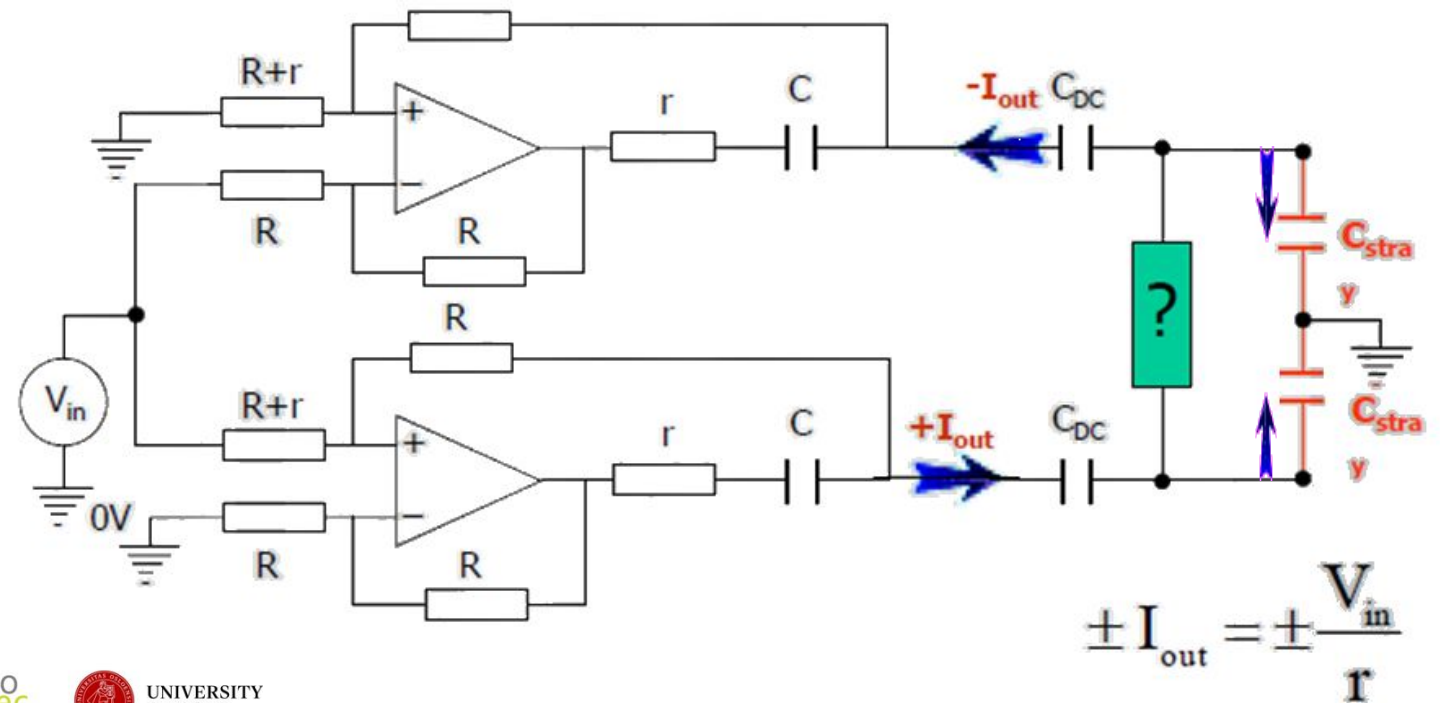 R+r
+
r
C
-Iout CDC
−
R
R
?
Cstra
y
R
Vin
R+r
+
r
C
+Iout
CDC
Cstra
y
0V
−
R
R
±Iout = ± Vin
r
UNIVERSITY